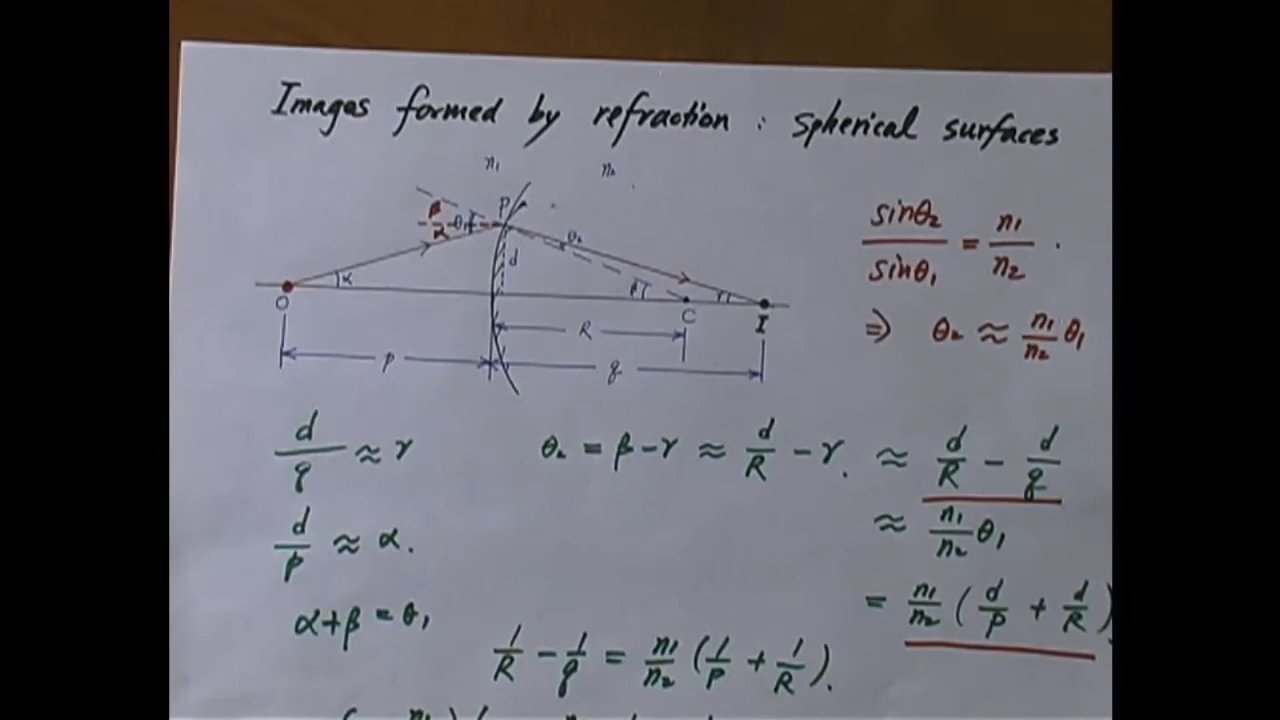 Images formed by refraction : Spherical surfaces
n₁ n₂
P
β
α θ₁ θ₂
d
α β γ
O C I
R
p q
sinθ₂/sinθ₁ = n₁/n₂ .
⇒ θ₂ ≈ n₁/n₂ θ₁
d/q ≈ γ θ₂ = β-γ ≈ d/R - γ. ≈ d/R - d/q
d/p ≈ α. ≈ n₁/n₂ θ₁
α+β = θ₁ = n₁/n₂ (d/p + d/R)
1/R - 1/q = n₁/n₂ (1/p + 1/R).